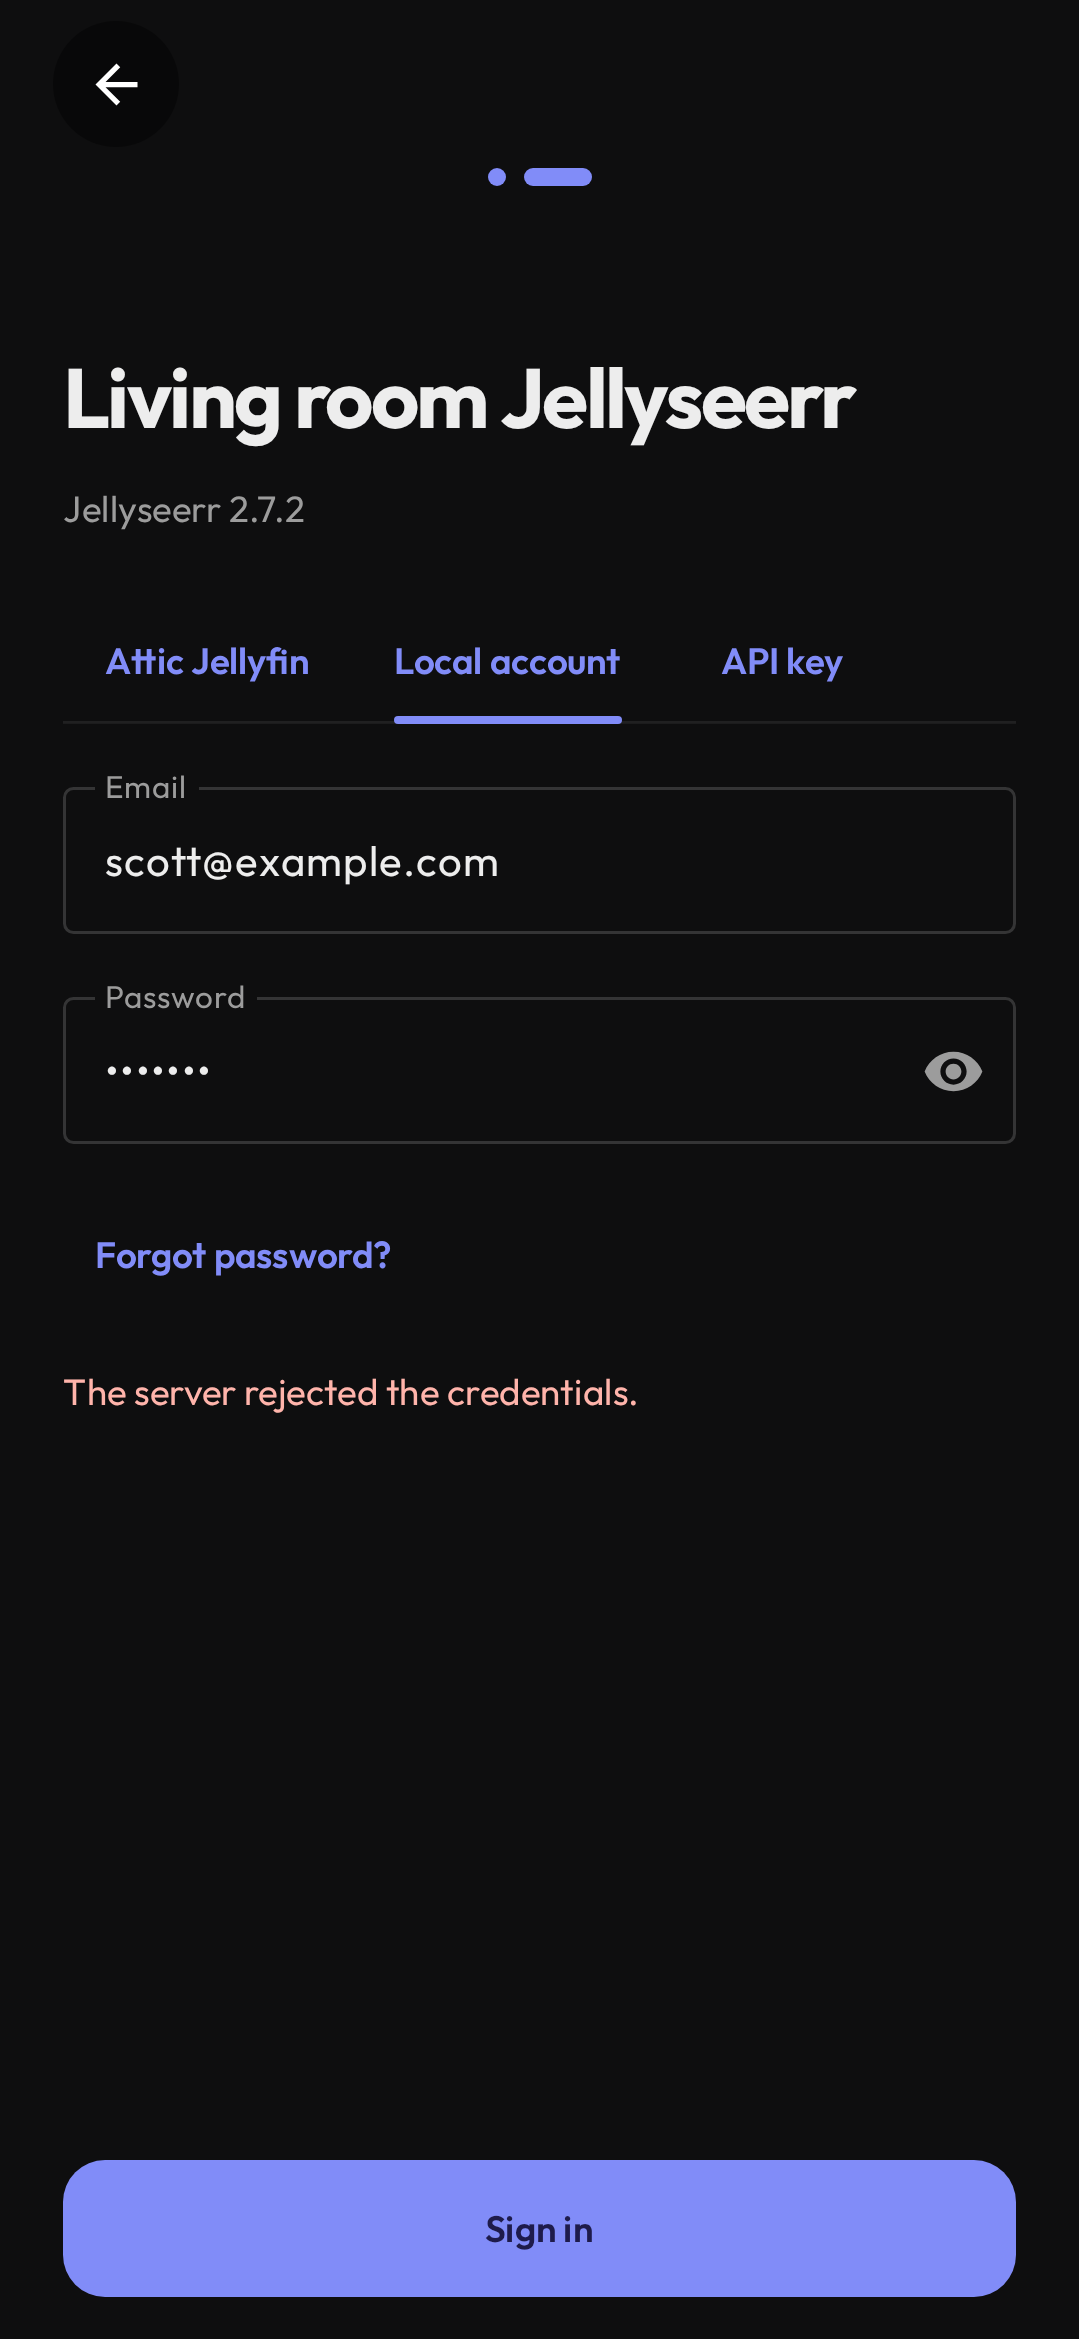 Living room Jellyseerr
Jellyseerr 2.7.2
Attic Jellyfin
Local account
API key
Email
scott@example.com
Password
•••••••
Forgot password?
The server rejected the credentials.
Sign in